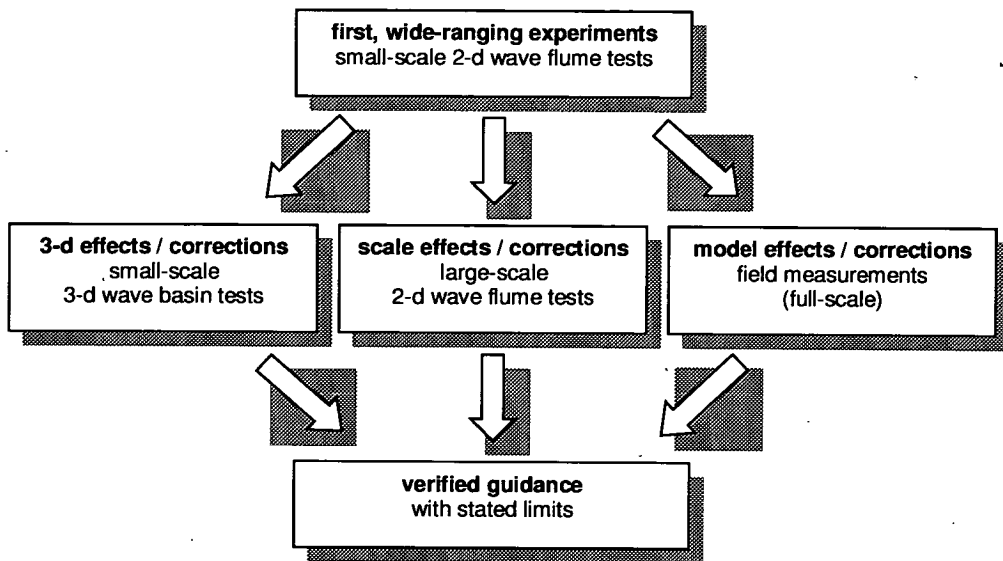 first, wide-ranging experiments
small-scale 2-d wave flume tests
3-d effects / corrections
small-scale
3-d wave basin tests
scale effects / corrections
large-scale
2-d wave flume tests
model effects / corrections
field measurements
(full-scale)
verified guidance
with stated limits